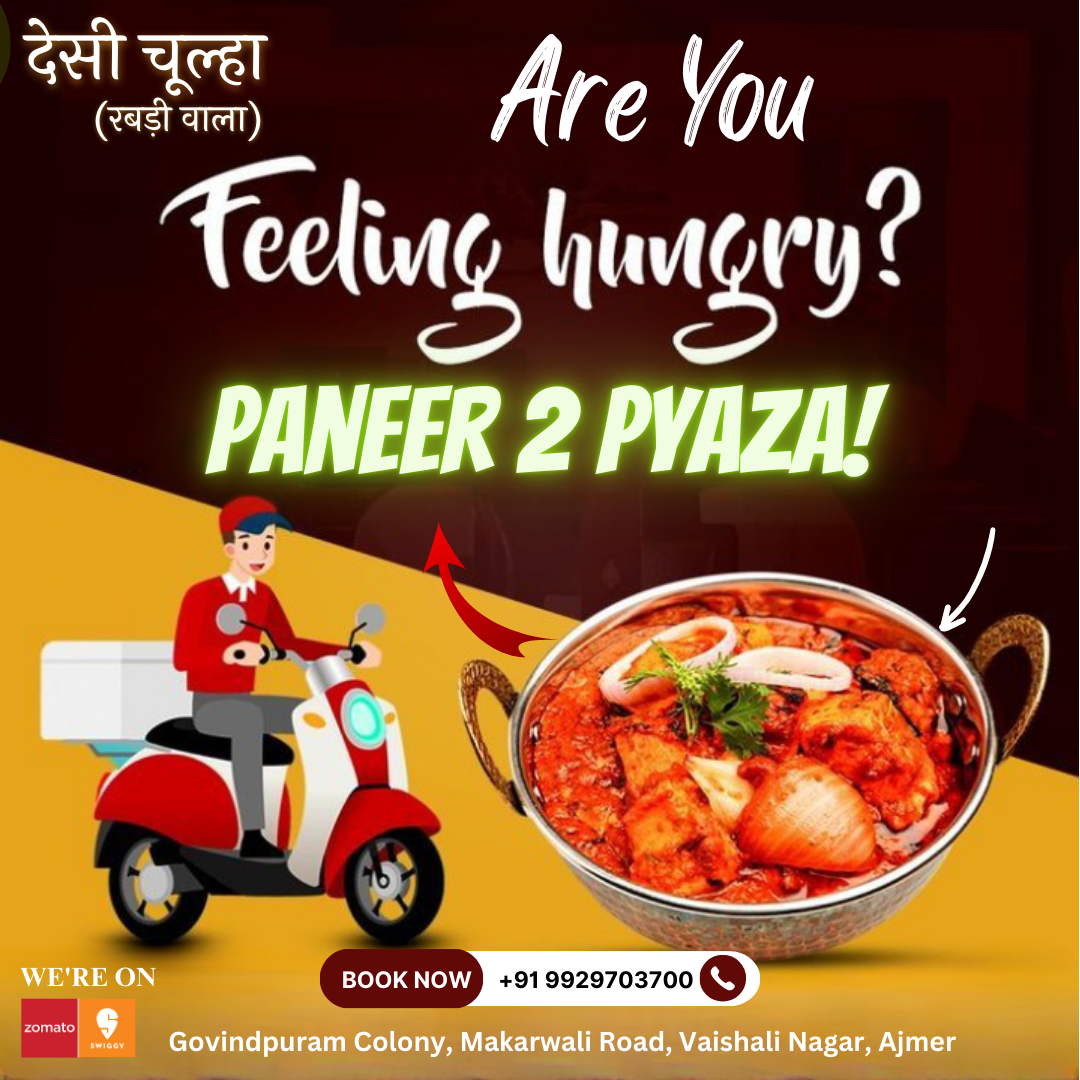 देसी चूल्हा
(रबड़ी वाला)
Are You
Feeling hungry?
PANEER 2 PYAZA!
WE'RE ON
zomato
SWIGGY
BOOK NOW
+91 9929703700
Govindpuram Colony, Makarwali Road, Vaishali Nagar, Ajmer